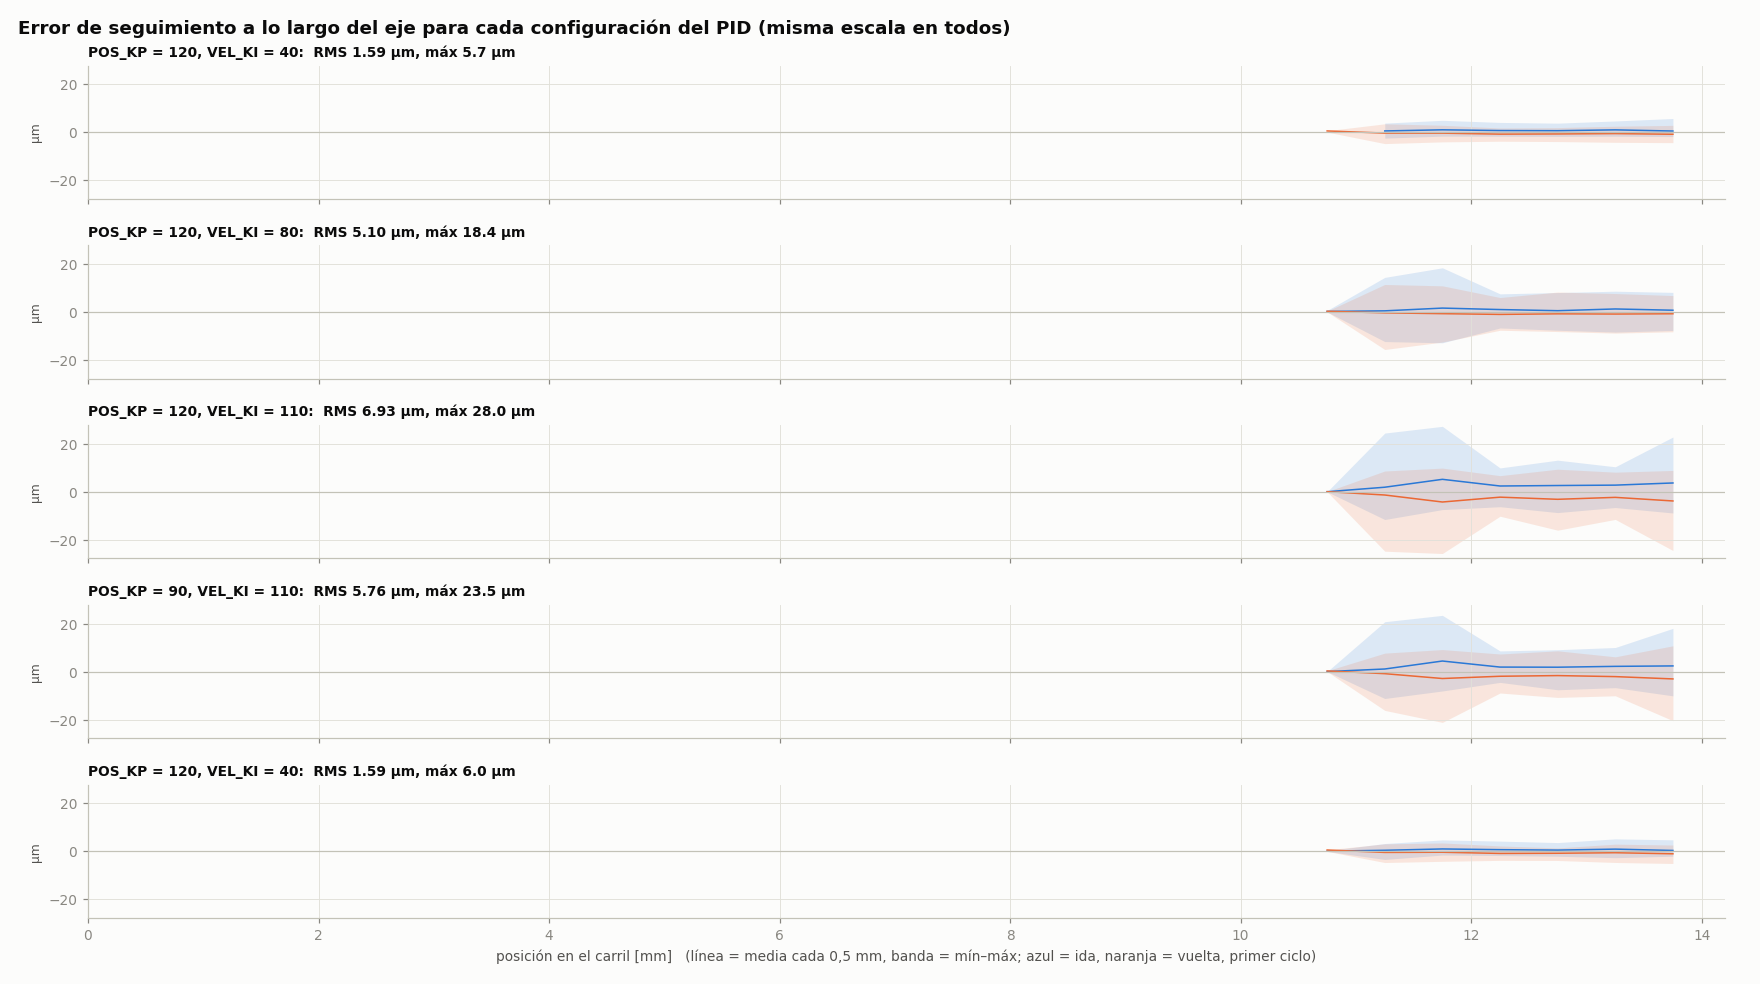 Error de seguimiento a lo largo del eje para cada configuración del PID (misma escala en todos)
POS_KP = 120, VEL_KI = 40:  RMS 1.59 µm, máx 5.7 µm
20
0
−20
µm
POS_KP = 120, VEL_KI = 80:  RMS 5.10 µm, máx 18.4 µm
20
0
−20
µm
POS_KP = 120, VEL_KI = 110:  RMS 6.93 µm, máx 28.0 µm
20
0
−20
µm
POS_KP = 90, VEL_KI = 110:  RMS 5.76 µm, máx 23.5 µm
20
0
−20
µm
POS_KP = 120, VEL_KI = 40:  RMS 1.59 µm, máx 6.0 µm
20
0
−20
µm
0 2 4 6 8 10 12 14
posición en el carril [mm]   (línea = media cada 0,5 mm, banda = mín–máx; azul = ida, naranja = vuelta, primer ciclo)